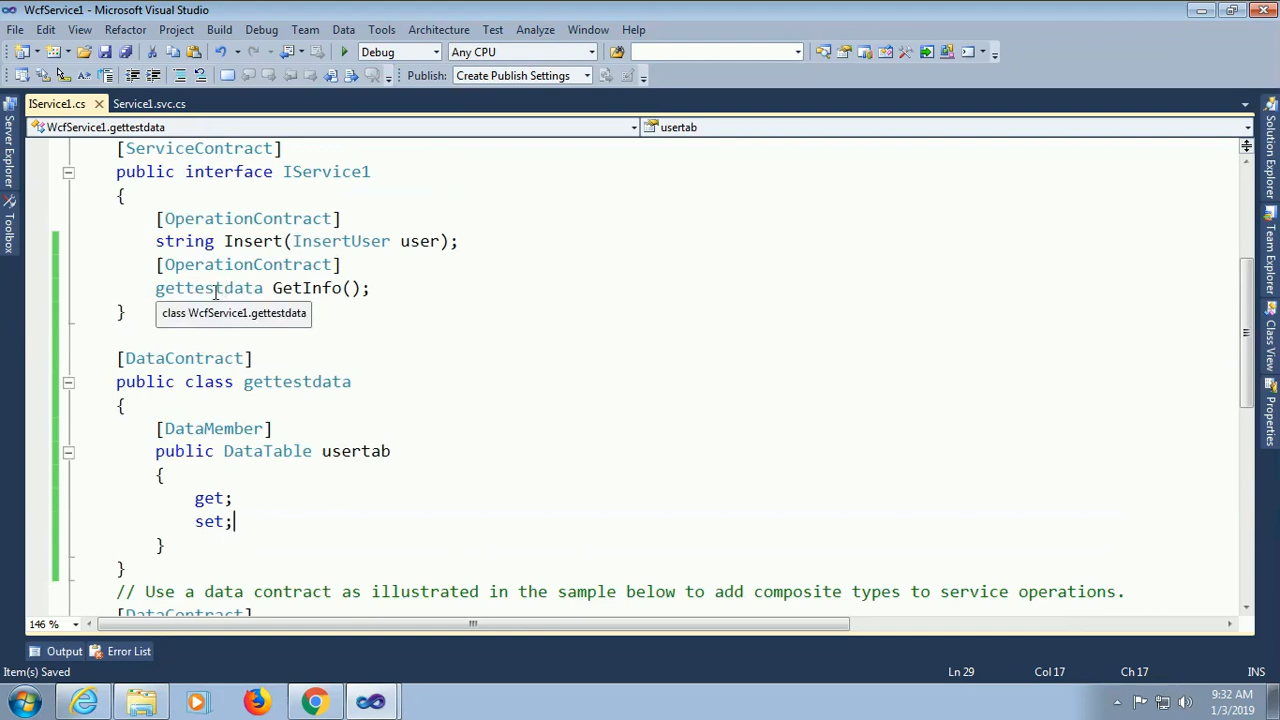 WcfService1 - Microsoft Visual Studio
File Edit View Refactor Project Build Debug Team Data Tools Architecture Test Analyze Window Help
Debug Any CPU
Publish: Create Publish Settings
IService1.cs Service1.svc.cs
WcfService1.gettestdata usertab
[ServiceContract]
public interface IService1
{
[OperationContract]
string Insert(InsertUser user);
[OperationContract]
gettestdata GetInfo();
}
class WcfService1.gettestdata
[DataContract]
public class gettestdata
{
[DataMember]
public DataTable usertab
{
get;
set;
}
}
// Use a data contract as illustrated in the sample below to add composite types to service operations.
[DataContract]
146 %
Output Error List
Item(s) Saved Ln 29 Col 17 Ch 17 INS
9:32 AM
1/3/2019
Server Explorer
Toolbox
Solution Explorer
Team Explorer
Class View
Properties